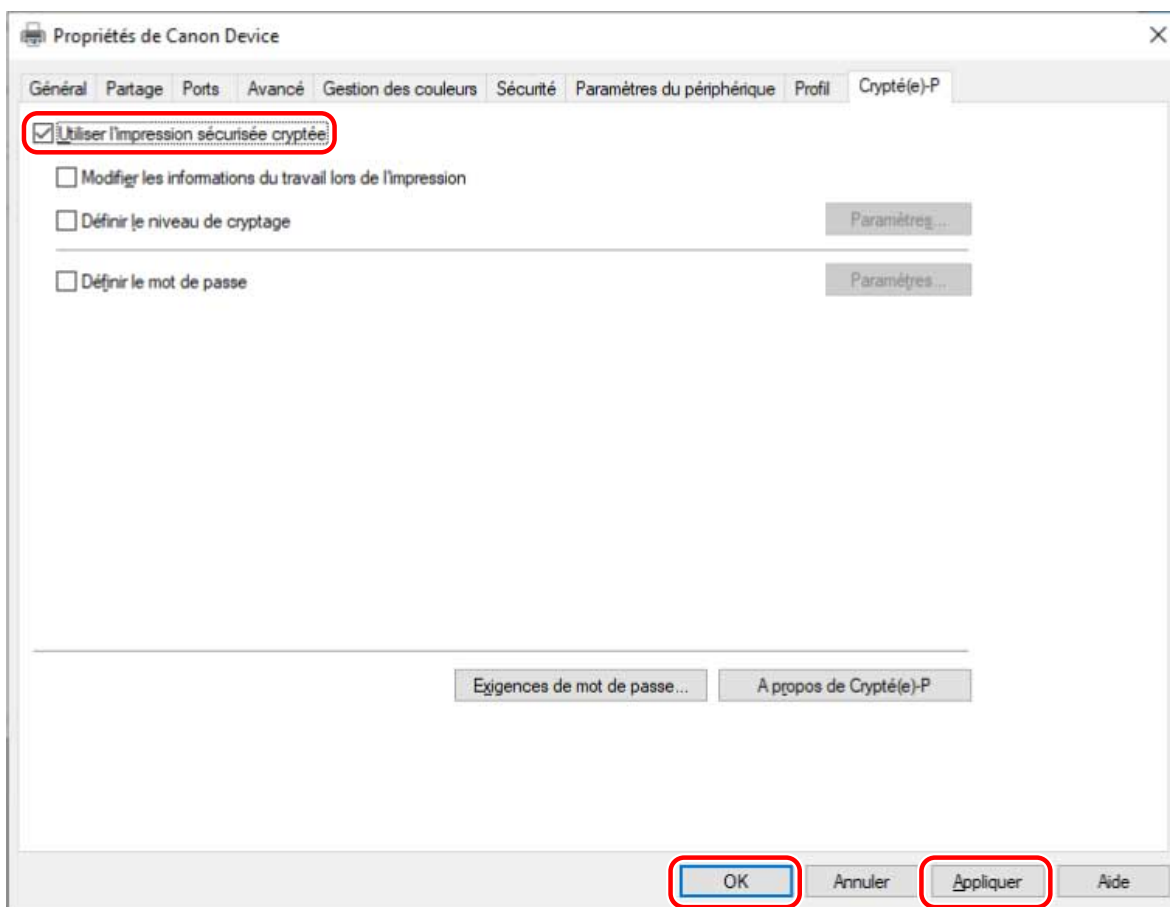 Propriétés de Canon Device
Général Partage Ports Avancé Gestion des couleurs Sécurité Paramètres du périphérique Profil Crypté(e)-P
Utiliser l'impression sécurisée cryptée
Modifier les informations du travail lors de l'impression
Définir le niveau de cryptage Paramètres...
Définir le mot de passe Paramètres...
Exigences de mot de passe... A propos de Crypté(e)-P
OK Annuler Appliquer Aide